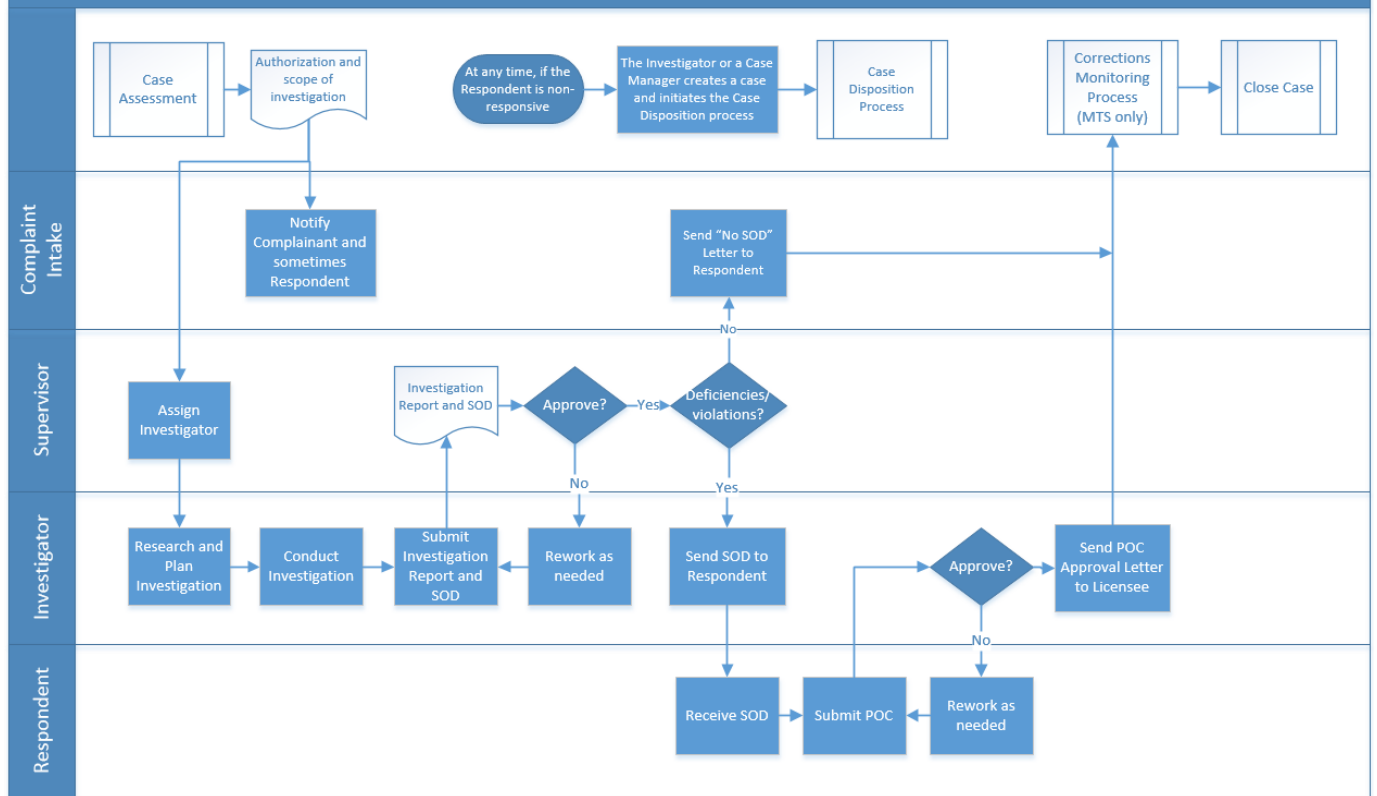 Case
Assessment
Authorization and
scope of
investigation
At any time, if the
Respondent is non-
responsive
The Investigator or a Case
Manager creates a case
and initiates the Case
Disposition process
Case
Disposition
Process
Corrections
Monitoring
Process
(MTS only)
Close Case
Complaint
Intake
Notify
Complainant and
sometimes
Respondent
Send “No SOD”
Letter to
Respondent
No
Supervisor
Assign
Investigator
Investigation
Report and SOD
Approve?
Yes
Deficiencies/
violations?
No
Yes
Investigator
Research and
Plan
Investigation
Conduct
Investigation
Submit
Investigation
Report and
SOD
Rework as
needed
Send SOD to
Respondent
Approve?
Send POC
Approval Letter
to Licensee
No
Respondent
Receive SOD
Submit POC
Rework as
needed